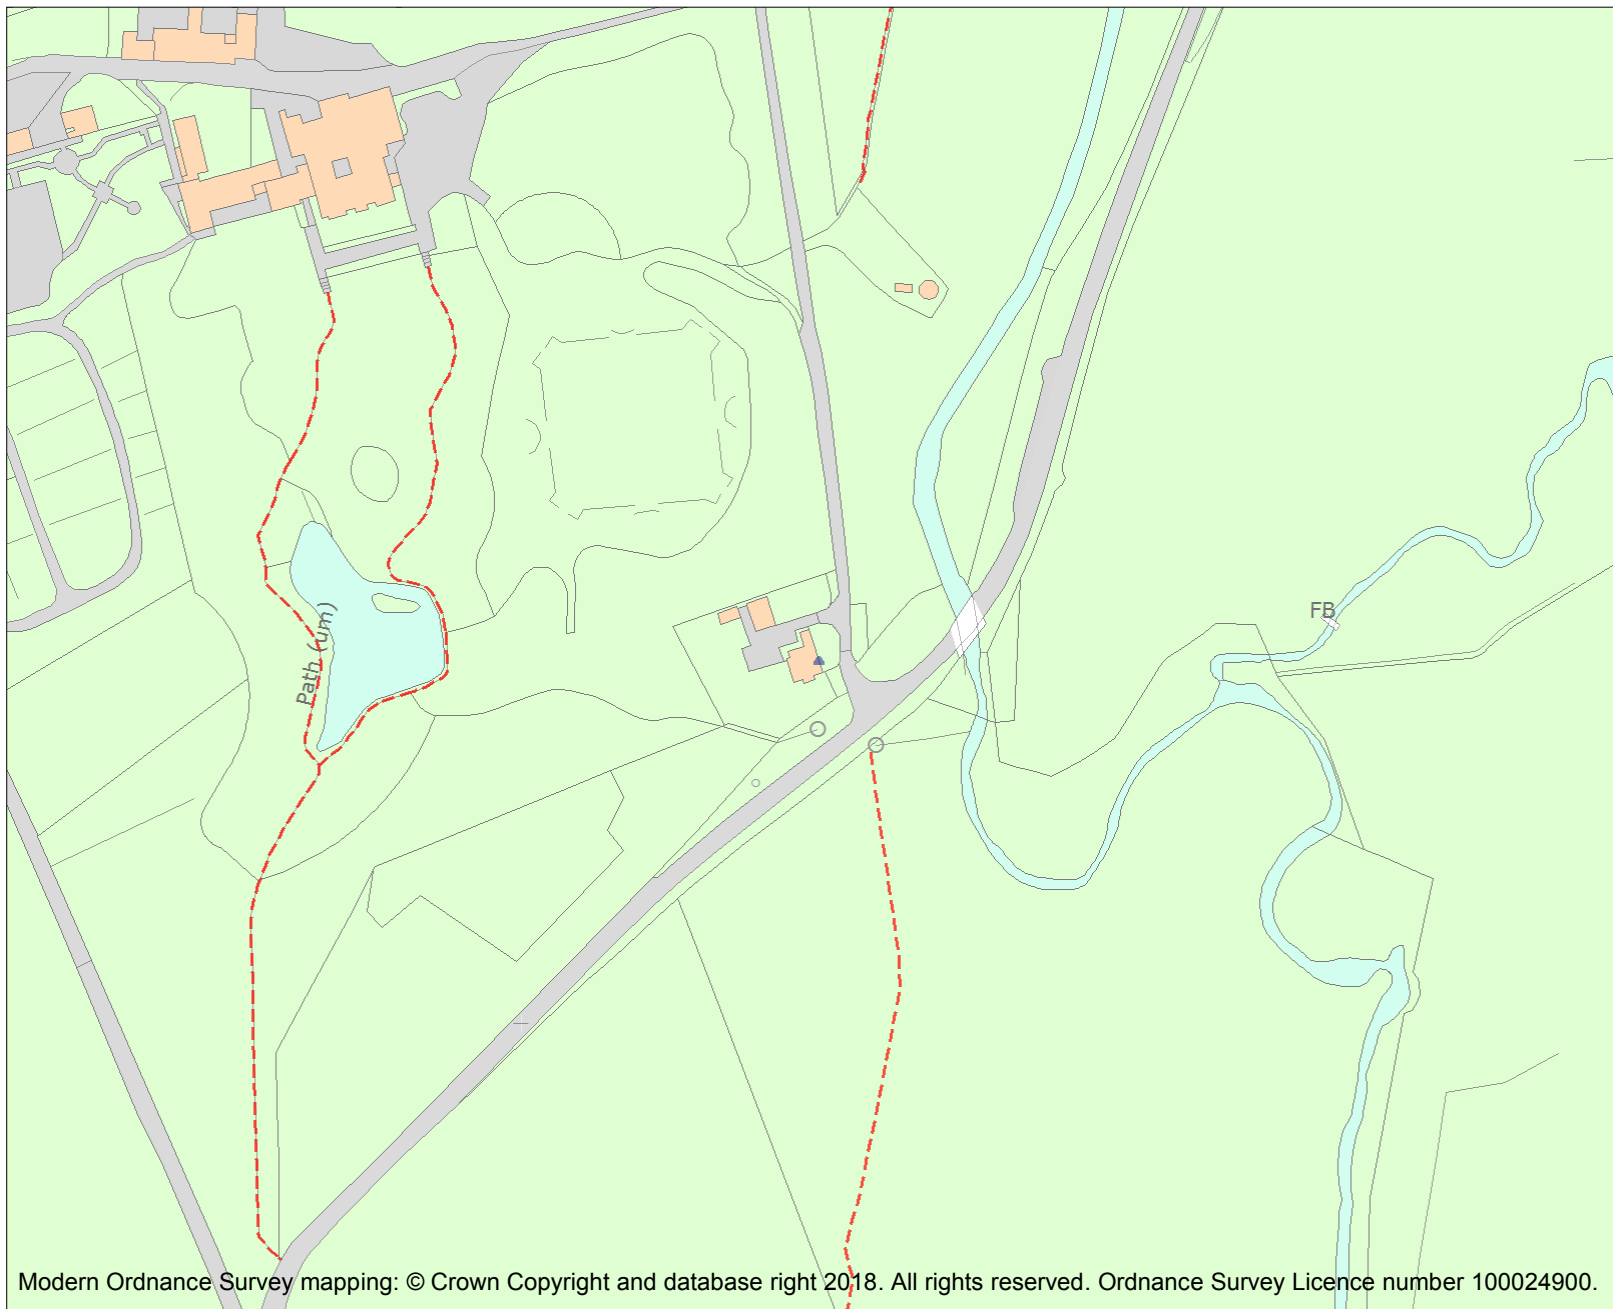 FB
Path (um)
Modern Ordnance Survey mapping: © Crown Copyright and database right 2018. All rights reserved. Ordnance Survey Licence number 100024900.